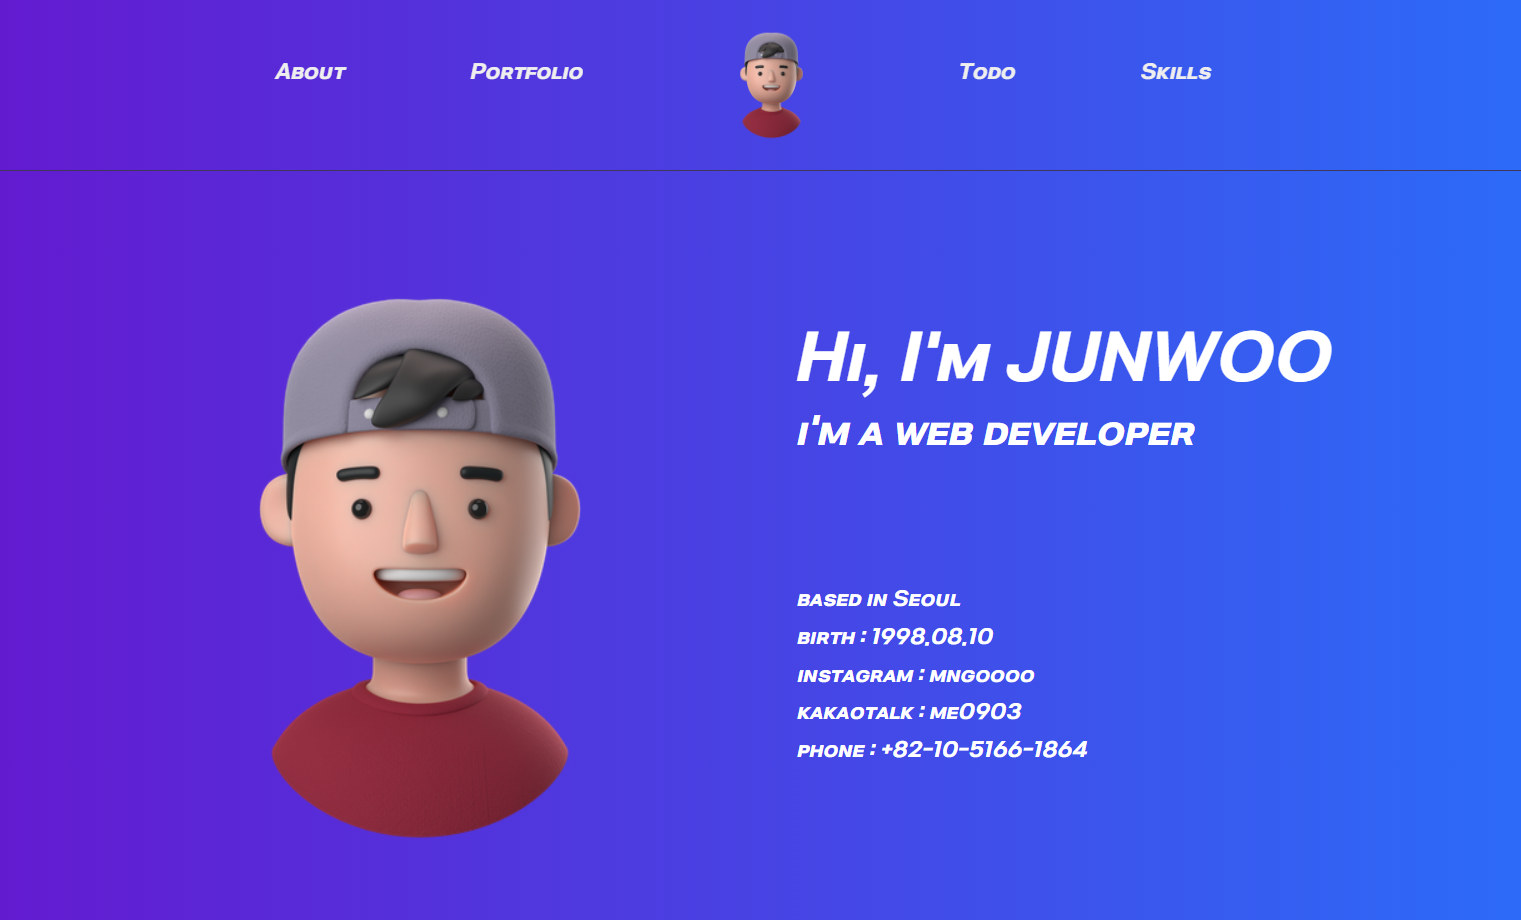 About
Portfolio
Todo
Skills
Hi, I'm JUNWOO
i'm a web developer
based in Seoul
birth : 1998.08.10
instagram : mngoooo
kakaotalk : me0903
phone : +82-10-5166-1864